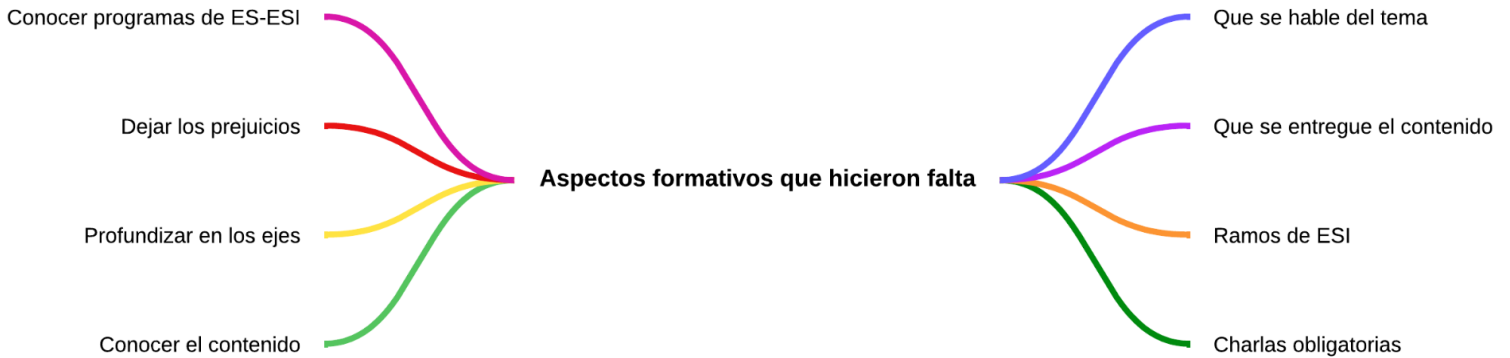 Conocer programas de ES-ESI
Dejar los prejuicios
Profundizar en los ejes
Conocer el contenido
Aspectos formativos que hicieron falta
Que se hable del tema
Que se entregue el contenido
Ramos de ESI
Charlas obligatorias